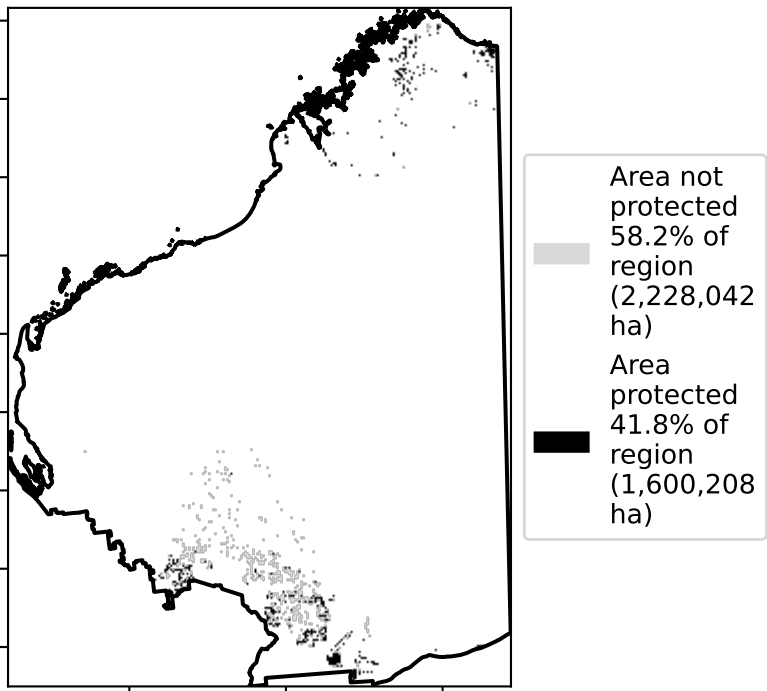 Area not
protected
58.2% of
region
(2,228,042
ha)
Area
protected
41.8% of
region
(1,600,208
ha)